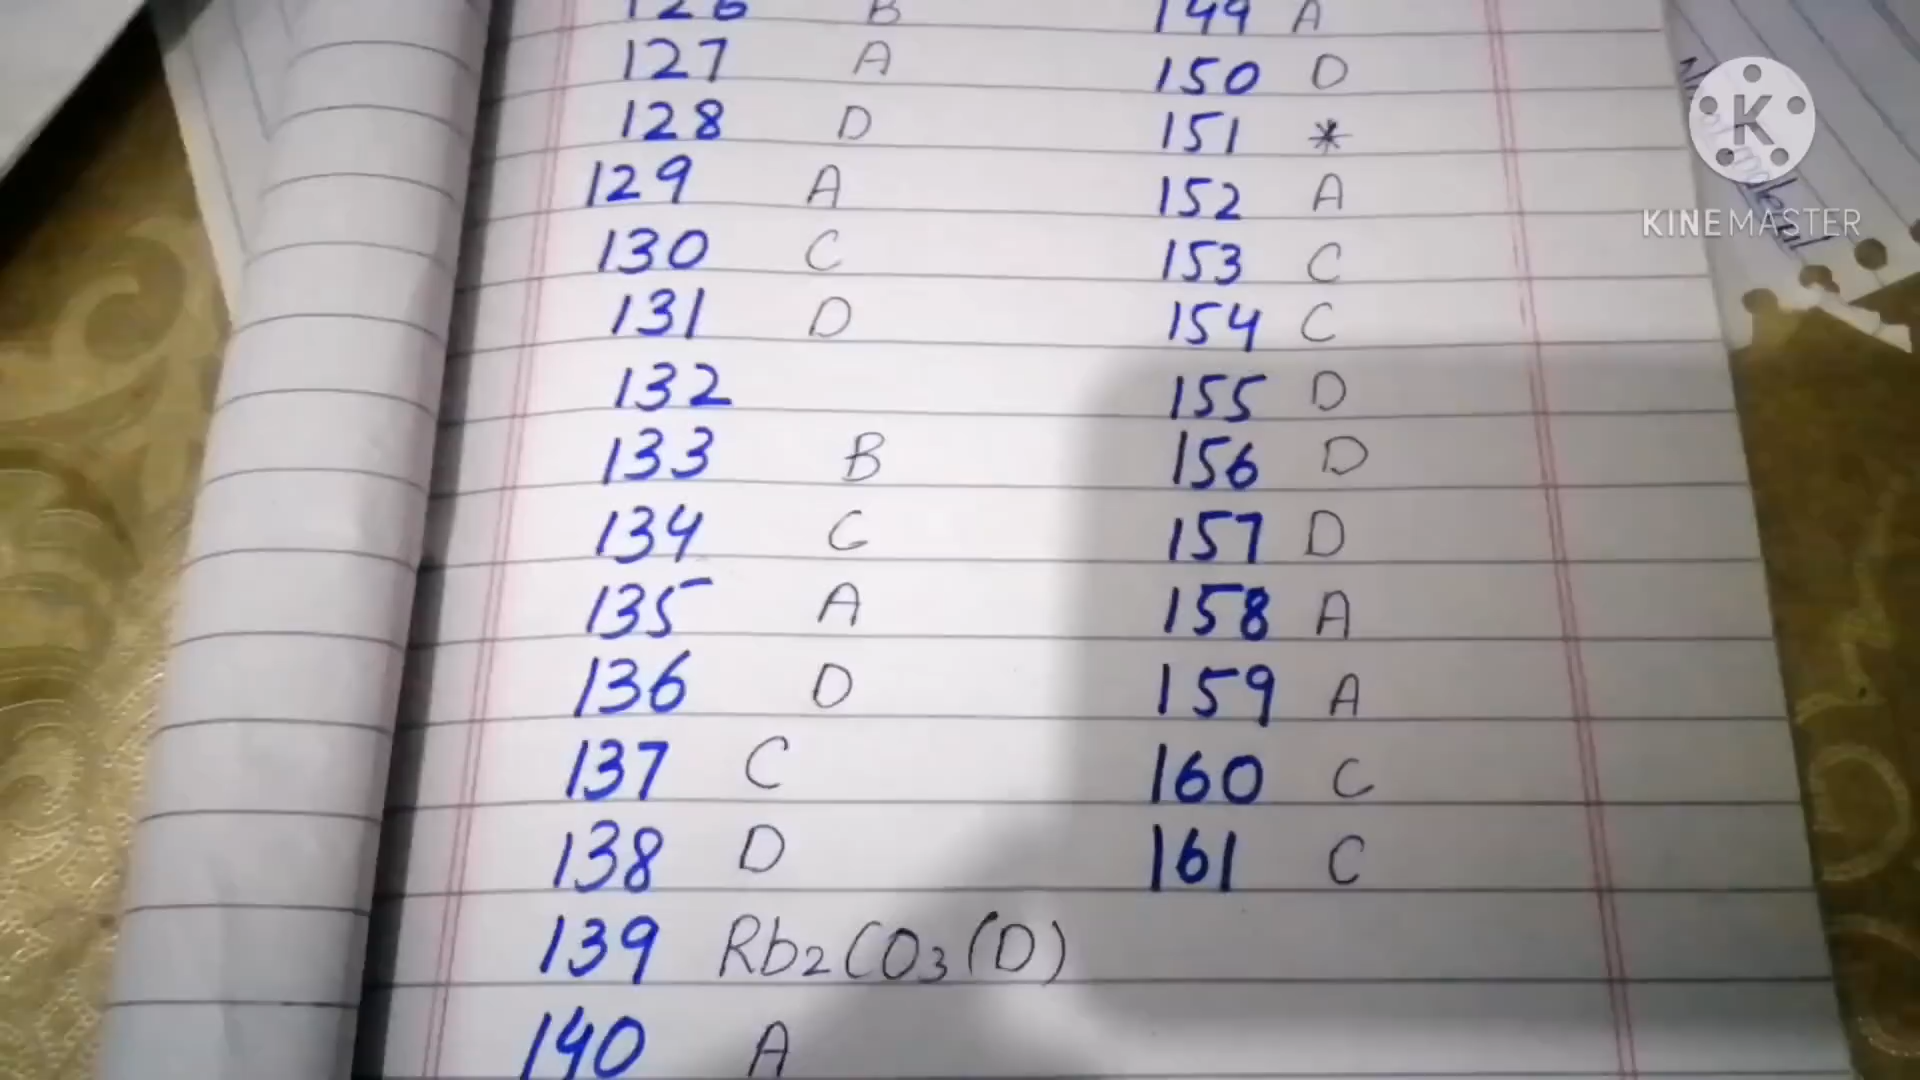 126 B
127 A
128 D
129 A
130 C
131 D
132
133 B
134 C
135 A
136 D
137 C
138 D
139 Rb2CO3(D)
140 A
149 A
150 D
151 *
152 A
153 C
154 C
155 D
156 D
157 D
158 A
159 A
160 C
161 C
K
KINEMASTER